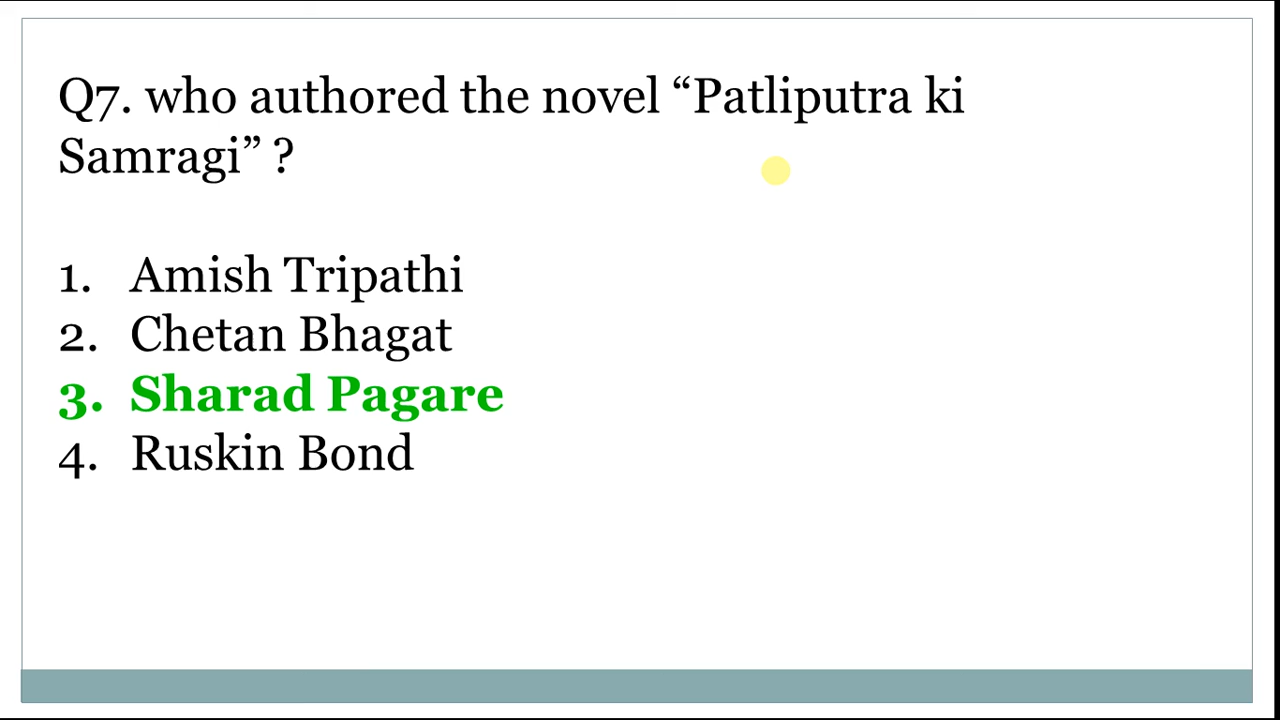 Q7. who authored the novel “Patliputra ki
Samragi” ?
1. Amish Tripathi
2. Chetan Bhagat
3. Sharad Pagare
4. Ruskin Bond